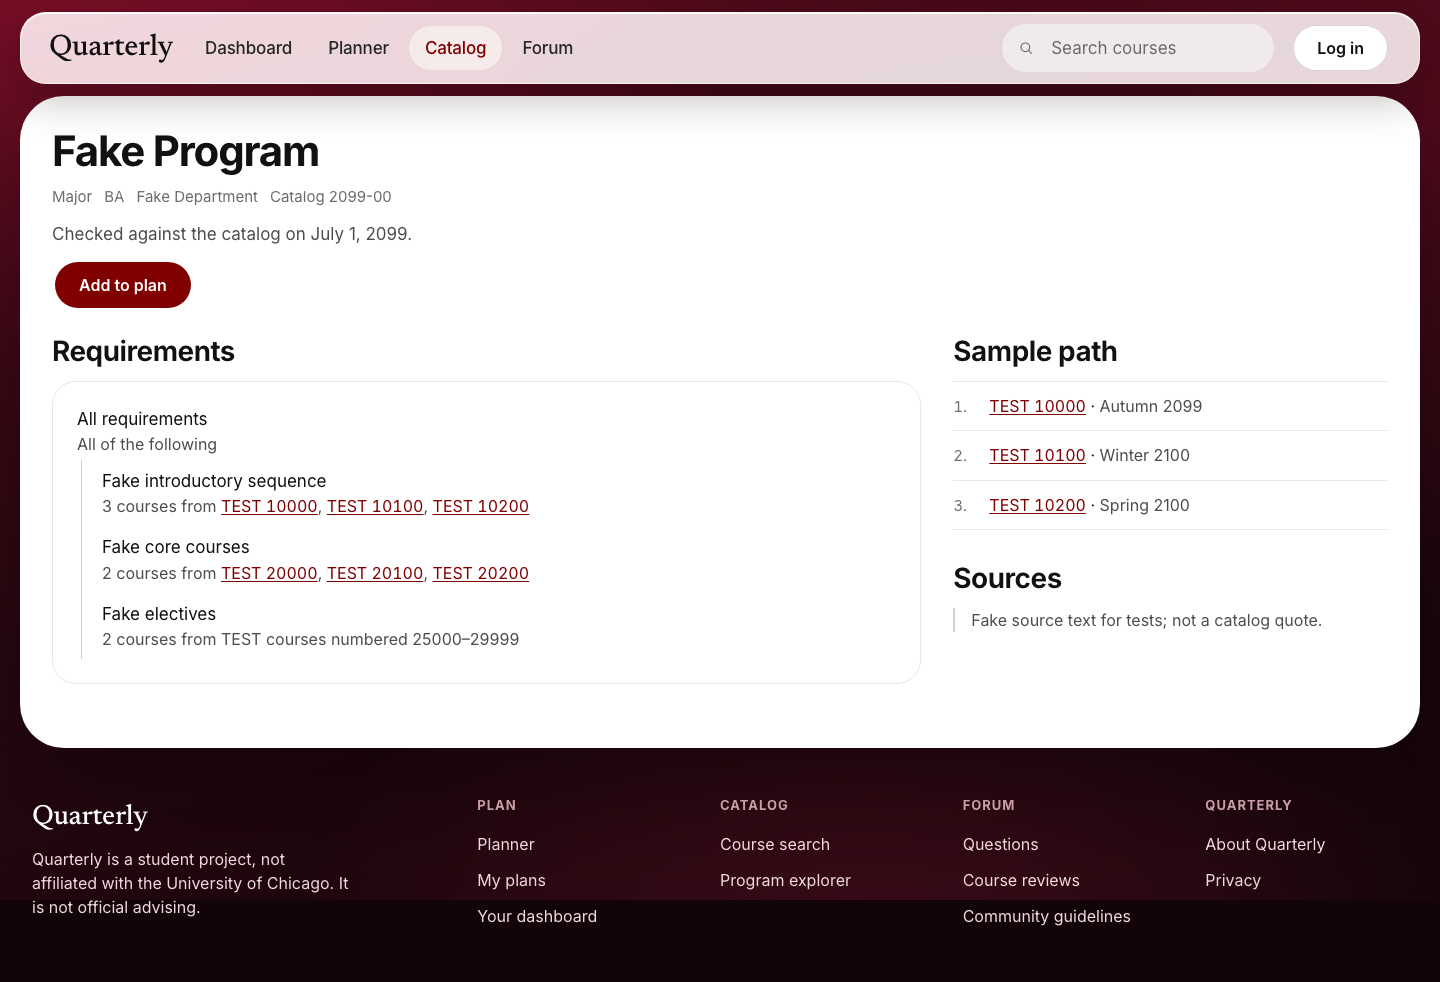 Quarterly
Dashboard
Planner
Catalog
Forum
Search courses
Log in
Fake Program
Major BA Fake Department Catalog 2099-00
Checked against the catalog on July 1, 2099.
Add to plan
Requirements
All requirements
All of the following
Fake introductory sequence
3 courses from TEST 10000, TEST 10100, TEST 10200
Fake core courses
2 courses from TEST 20000, TEST 20100, TEST 20200
Fake electives
2 courses from TEST courses numbered 25000–29999
Sample path
1. TEST 10000 · Autumn 2099
2. TEST 10100 · Winter 2100
3. TEST 10200 · Spring 2100
Sources
Fake source text for tests; not a catalog quote.
Quarterly
Quarterly is a student project, not
affiliated with the University of Chicago. It
is not official advising.
PLAN
Planner
My plans
Your dashboard
CATALOG
Course search
Program explorer
FORUM
Questions
Course reviews
Community guidelines
QUARTERLY
About Quarterly
Privacy